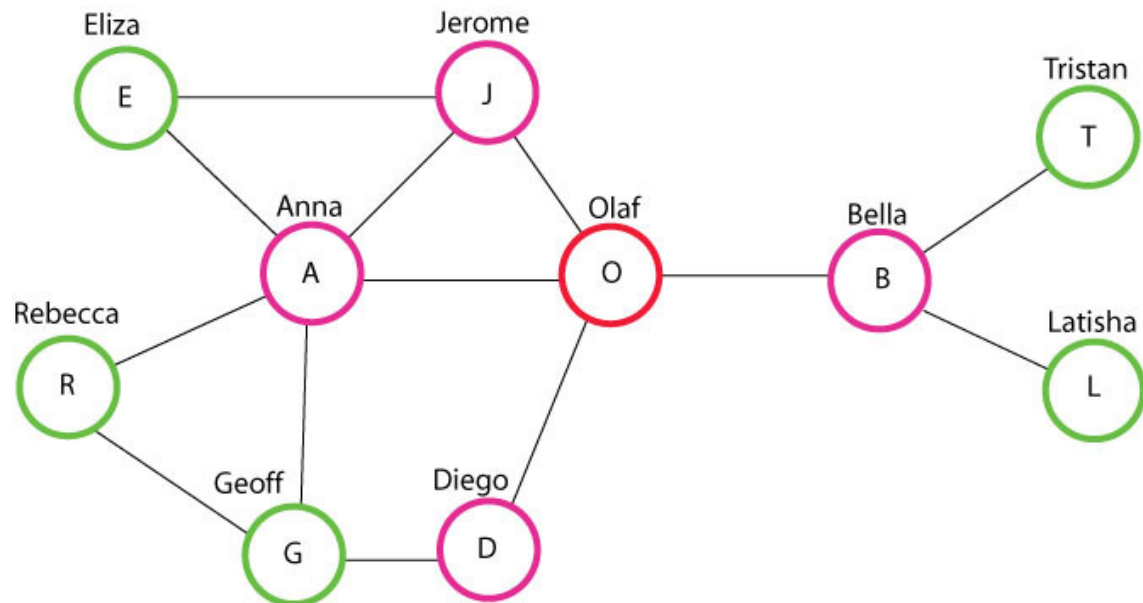 Eliza
E
Jerome
J
Tristan
T
Anna
A
Olaf
O
Bella
B
Rebecca
R
Latisha
L
Geoff
G
Diego
D